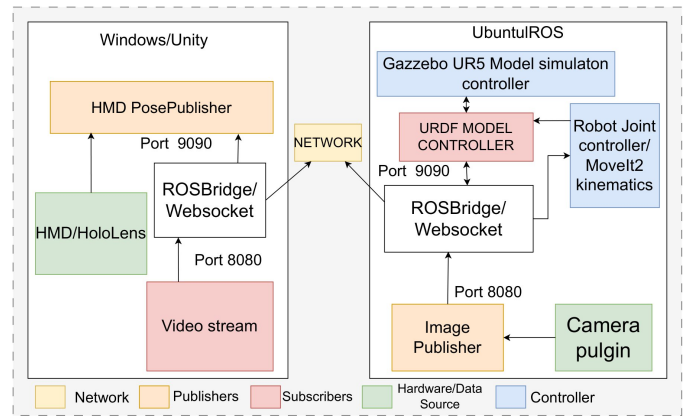 Windows/Unity
HMD PosePublisher
Port 9090
HMD/HoloLens
ROSBridge/
Websocket
Port 8080
Video stream
NETWORK
UbuntulROS
Gazzebo UR5 Model simulaton
controller
URDF MODEL
CONTROLLER
Robot Joint
controller/
MoveIt2
kinematics
Port 9090
ROSBridge/
Websocket
Port 8080
Image
Publisher
Camera
pulgin
Network
Publishers
Subscribers
Hardware/Data
Source
Controller